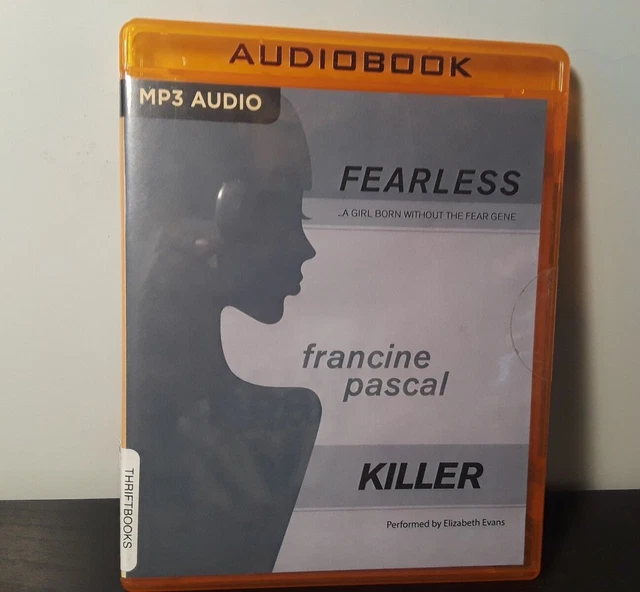 AUDIOBOOK
MP3 AUDIO
FEARLESS
..A GIRL BORN WITHOUT THE FEAR GENE
francine
pascal
KILLER
Performed by Elizabeth Evans
THRIFTBOOKS